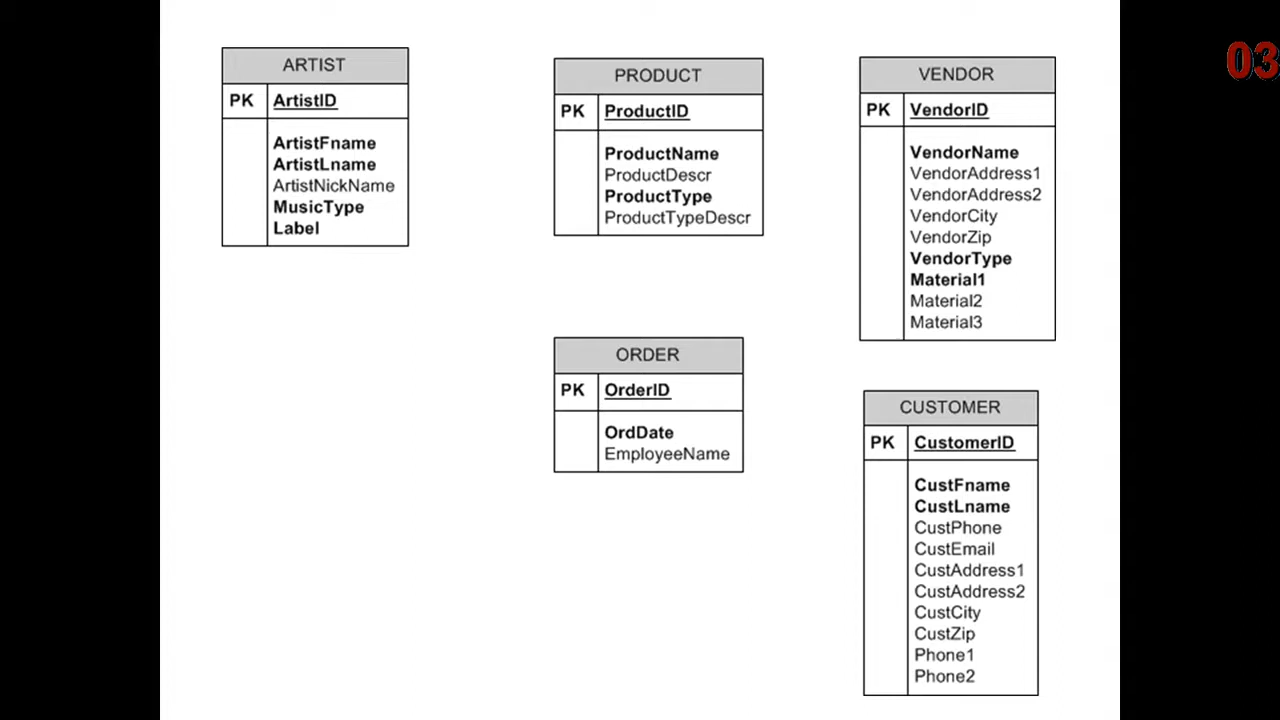 ARTIST
PK ArtistID
ArtistFname
ArtistLname
ArtistNickName
MusicType
Label
PRODUCT
PK ProductID
ProductName
ProductDescr
ProductType
ProductTypeDescr
VENDOR
PK VendorID
VendorName
VendorAddress1
VendorAddress2
VendorCity
VendorZip
VendorType
Material1
Material2
Material3
03
ORDER
PK OrderID
OrdDate
EmployeeName
CUSTOMER
PK CustomerID
CustFname
CustLname
CustPhone
CustEmail
CustAddress1
CustAddress2
CustCity
CustZip
Phone1
Phone2